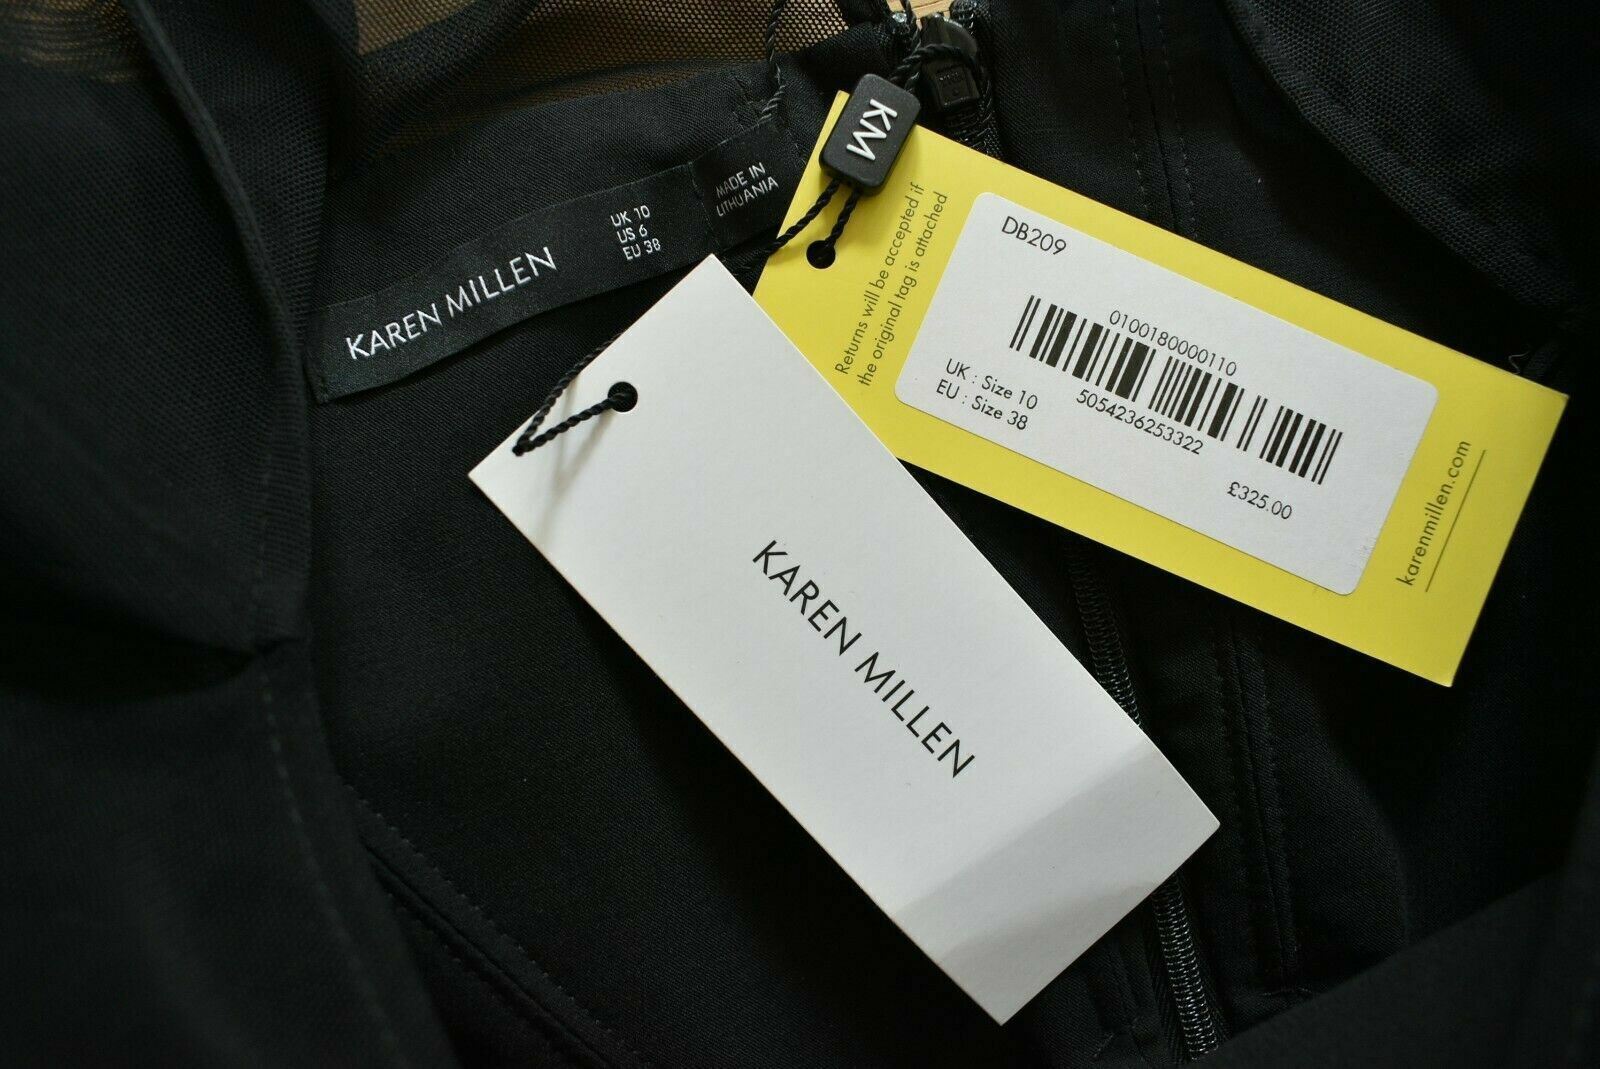 KAREN MILLEN
UK 10
US 6
EU 38
MADE IN
LITHUANIA
KM
Returns will be accepted if
the original tag is attached
DB209
0100180000110
UK : Size 10
EU : Size 38
5054236253322
£325.00
karenmillen.com
KAREN MILLEN